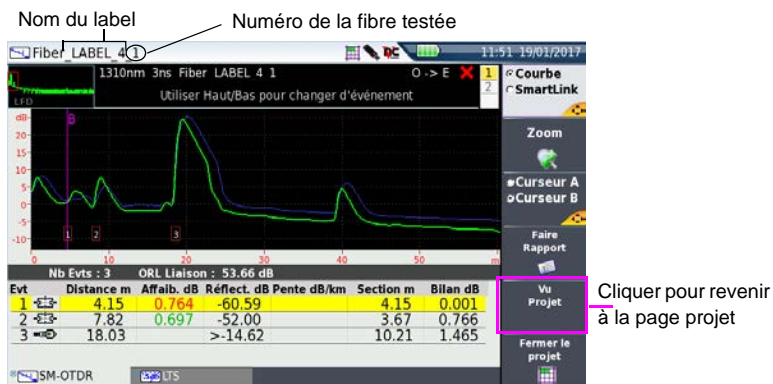 Nom du label
Numéro de la fibre testée
Fiber_LABEL_4_1
11:51 19/01/2017
1310nm 3ns Fiber LABEL 4 1 O -> E
1
2
Utiliser Haut/Bas pour changer d'événement
LFD
Courbe
SmartLink
Zoom
Curseur A
Curseur B
Faire
Rapport
Vu
Projet
Fermer le
projet
Cliquer pour revenir
à la page projet
dB
B
20
15
10
5
0
-5
-10
1 2 3
0 10 20 30 40 50 m
Nb Evts : 3 ORL Liaison : 53.66 dB
Evt Distance m Affaib. dB Réflect. dB Pente dB/km Section m Bilan dB
1 4.15 0.764 -60.59 4.15 0.001
2 7.82 0.697 -52.00 3.67 0.766
3 18.03 >-14.62 10.21 1.465
SM-OTDR
LTS